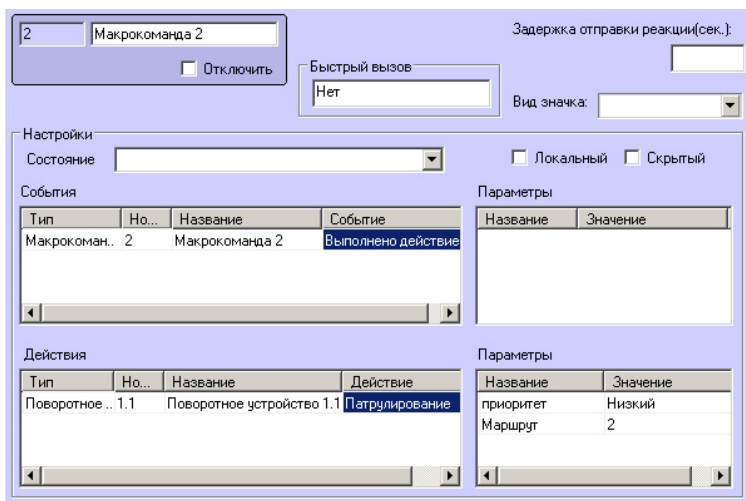 2 Макрокоманда 2 Задержка отправки реакции(сек.):
Отключить
Быстрый вызов
Нет
Вид значка:
Настройки
Состояние Локальный Скрытый
События Параметры
Тип Но... Название Событие Название Значение
Макрокоман.. 2 Макрокоманда 2 Выполнено действие
Действия Параметры
Тип Но... Название Действие Название Значение
Поворотное .. 1.1 Поворотное устройство 1.1 Патрулирование приоритет Низкий
Маршрут 2